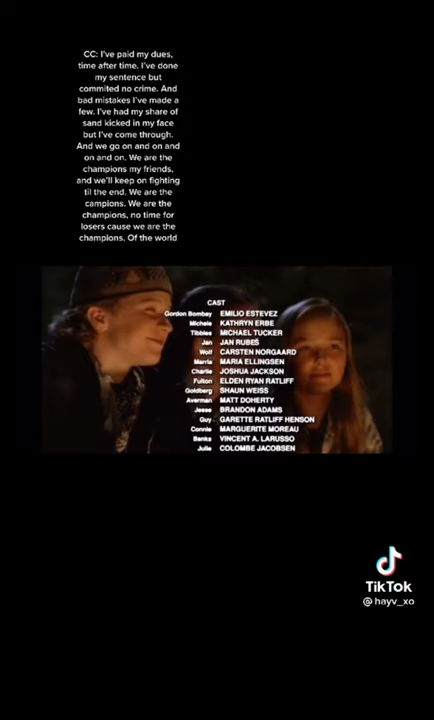 CC: I've paid my dues,
time after time. I've done
my sentence but
commited no crime. And
bad mistakes I've made a
few. I've had my share of
sand kicked in my face
but I've come through.
And we go on and on and
on and on. We are the
champions my friends,
and we'll keep on fighting
til the end. We are the
campions. We are the
champions, no time for
losers cause we are the
champions. Of the world
CAST
Gordon Bombay EMILIO ESTEVEZ
Michele KATHRYN ERBE
Tibbles MICHAEL TUCKER
Jan JAN RUBEŠ
Wolf CARSTEN NORGAARD
Marria MARIA ELLINGSEN
Charlie JOSHUA JACKSON
Fulton ELDEN RYAN RATLIFF
Goldberg SHAUN WEISS
Averman MATT DOHERTY
Jesse BRANDON ADAMS
Guy GARETTE RATLIFF HENSON
Connie MARGUERITE MOREAU
Banks VINCENT A. LARUSSO
Julie COLOMBE JACOBSEN
TikTok
@hayv_xo